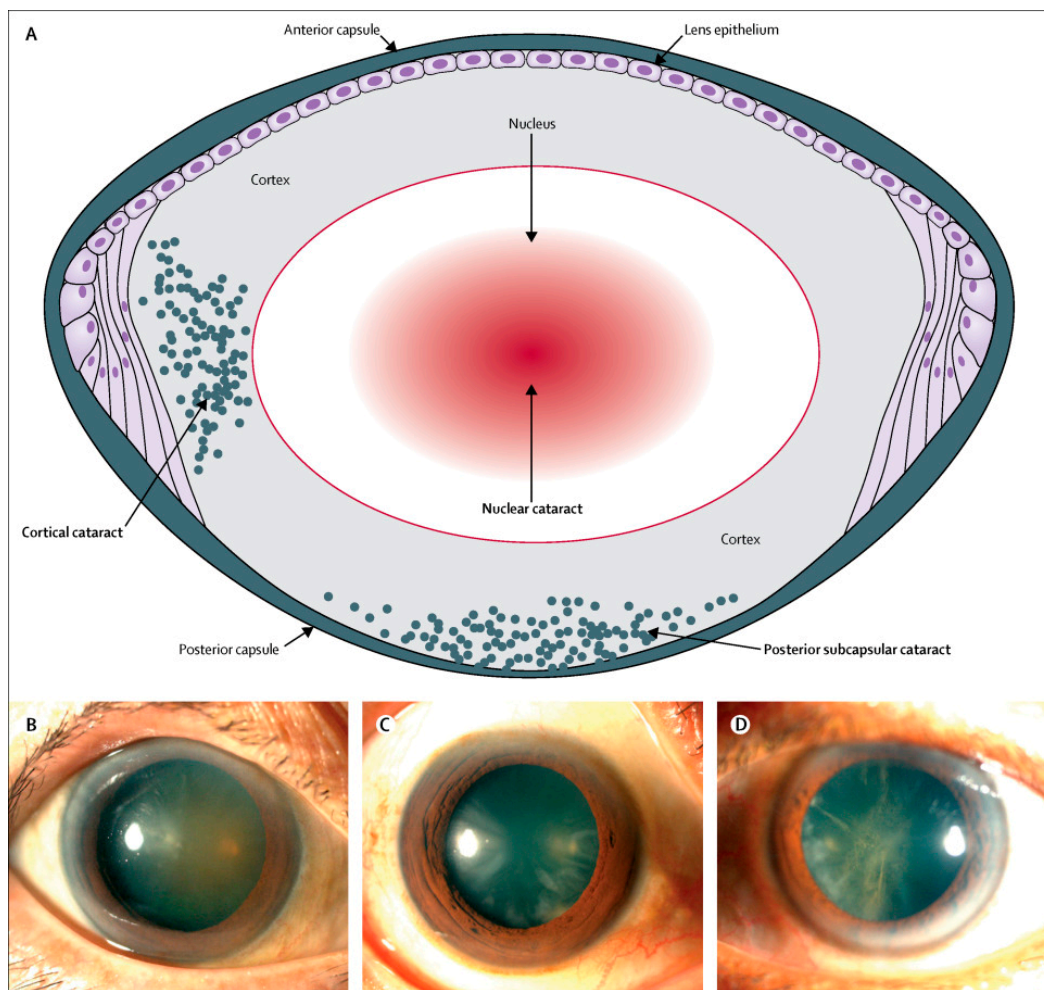 A
Anterior capsule
Lens epithelium
Nucleus
Cortex
Nuclear cataract
Cortical cataract
Cortex
Posterior capsule
Posterior subcapsular cataract
B
C
D